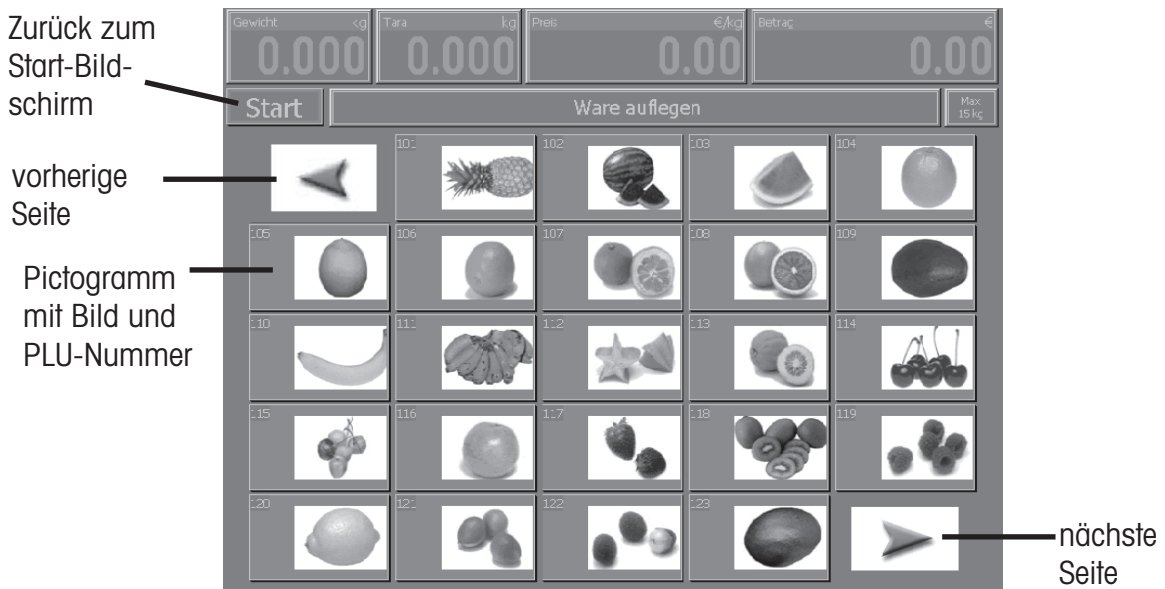 Zurück zum
Start-Bild-
schirm
vorherige
Seite
Pictogramm
mit Bild und
PLU-Nummer
Gewicht kg Tara kg Preis €/kg Betrag €
0.000 0.000 0.00 0.00
Start Ware auflegen Max
15 kg
101 102 103 104
105 106 107 108 109
110 111 112 113 114
115 116 117 118 119
120 121 122 123
nächste
Seite